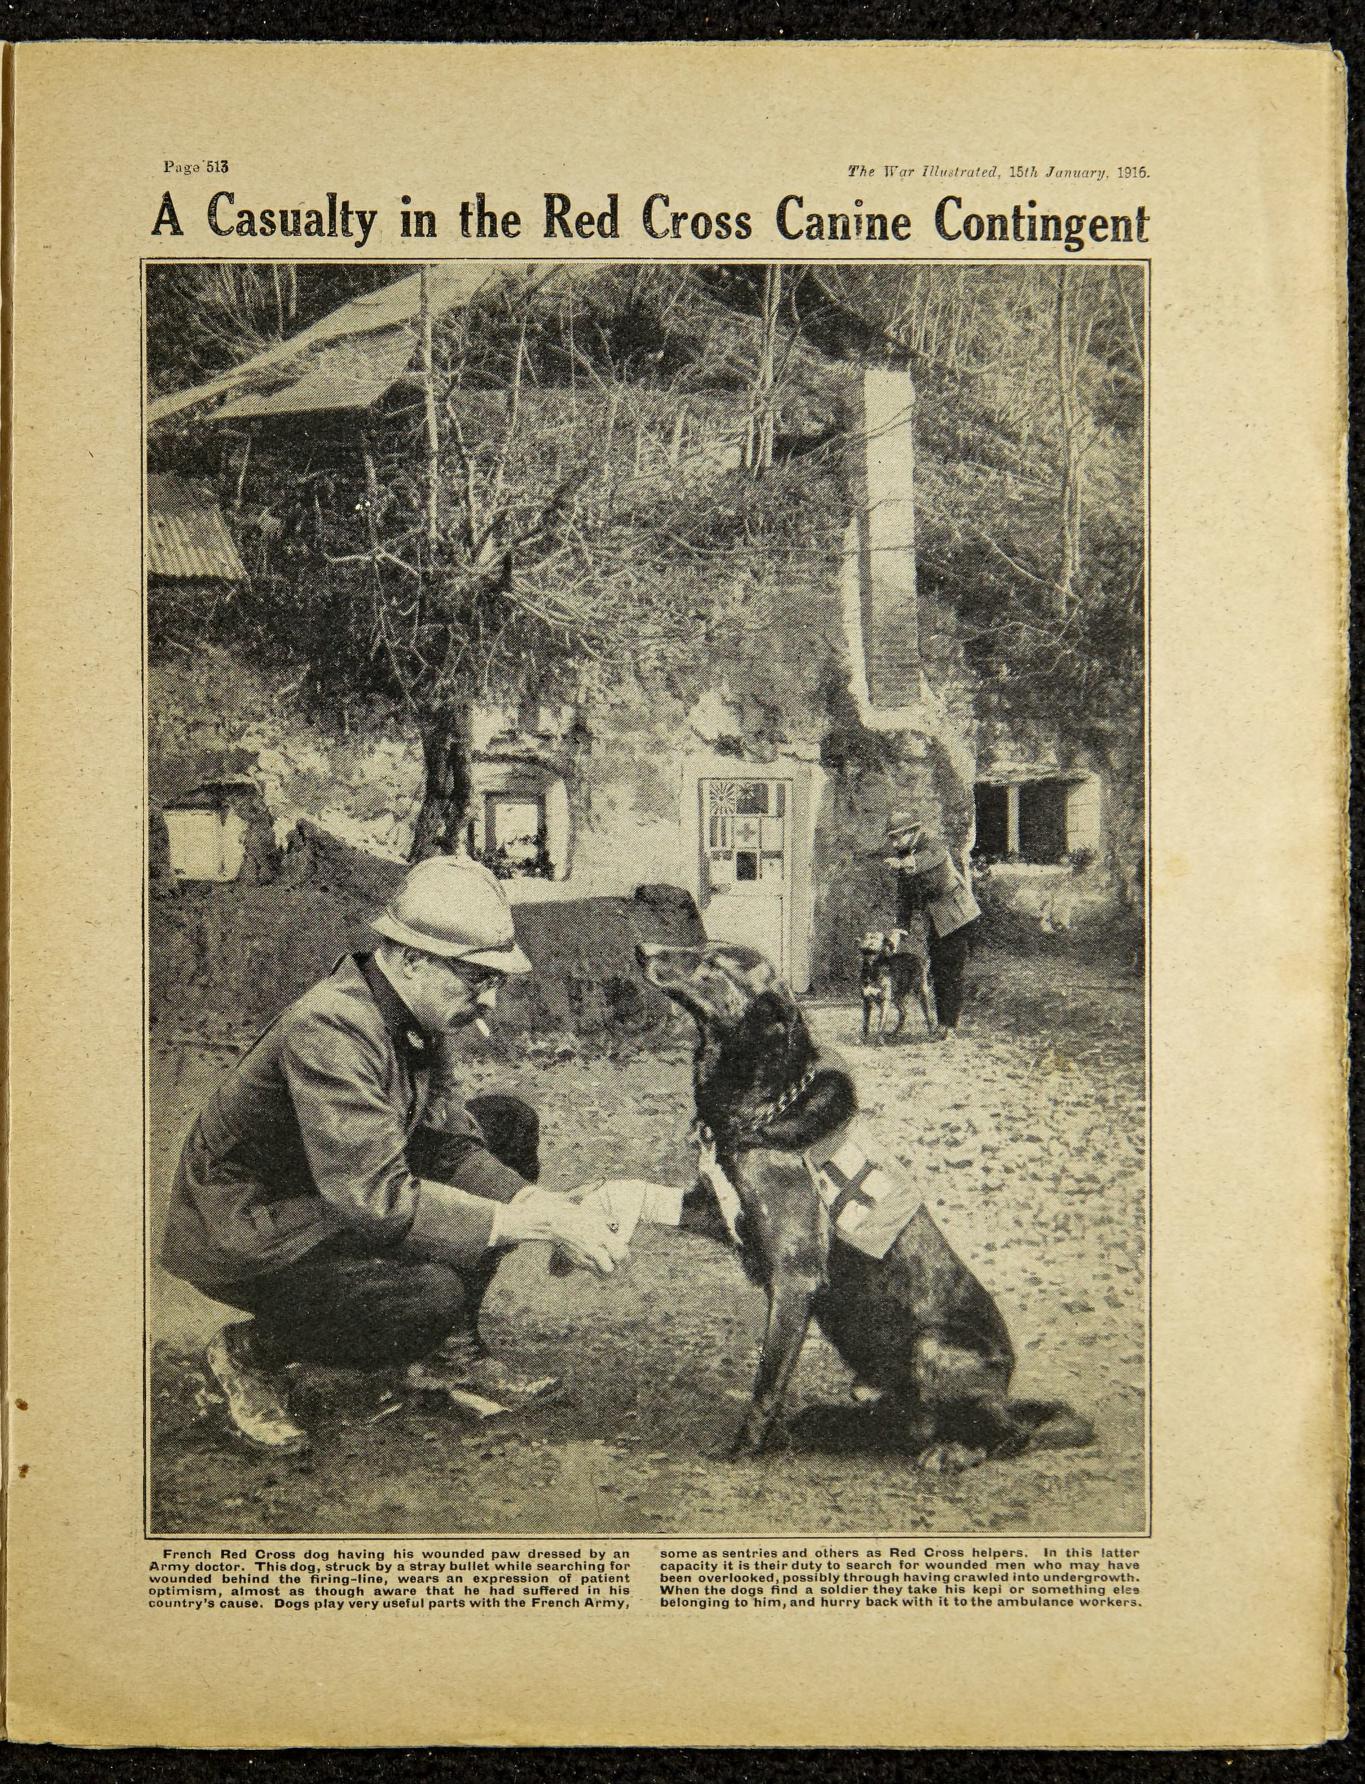 Page 513
The War Illustrated, 15th January, 1916.
A Casualty in the Red Cross Canine Contingent
French Red Cross dog having his wounded paw dressed by an
Army doctor. This dog, struck by a stray bullet while searching for
wounded behind the firing-line, wears an expression of patient
optimism, almost as though aware that he had suffered in his
country's cause. Dogs play very useful parts with the French Army,
some as sentries and others as Red Cross helpers. In this latter
capacity it is their duty to search for wounded men who may have
been overlooked, possibly through having crawled into undergrowth.
When the dogs find a soldier they take his kepi or something else
belonging to him, and hurry back with it to the ambulance workers.